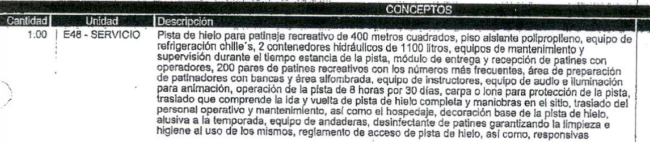 CONCEPTOS
Cantidad Unidad Descripción
1.00 E48 - SERVICIO Pista de hielo para patinaje recreativo de 400 metros cuadrados, piso aislante polipropileno, equipo de
refrigeración chille´s, 2 contenedores hidráulicos de 1100 litros, equipos de mantenimiento y
supervisión durante el tiempo estancia de la pista, módulo de entrega y recepción de patines con
operadores, 200 pares de patines recreativos con los números más frecuentes, área de preparación
de patinadores con bancas y área alfombrada, equipo de instructores, equipo de audio e iluminación
para animación, operación de la pista de 8 horas por 30 días, carpa o lona para protección de la pista,
traslado que comprende la ida y vuelta de pista de hielo completa y maniobras en el sitio, traslado del
personal operativo y mantenimiento, así como el hospedaje, decoración base de la pista de hielo,
alusiva a la temporada, equipo de andaderas, desinfectante de patines garantizando la limpieza e
higiene al uso de los mismos, reglamento de acceso de pista de hielo, así como, responsivas